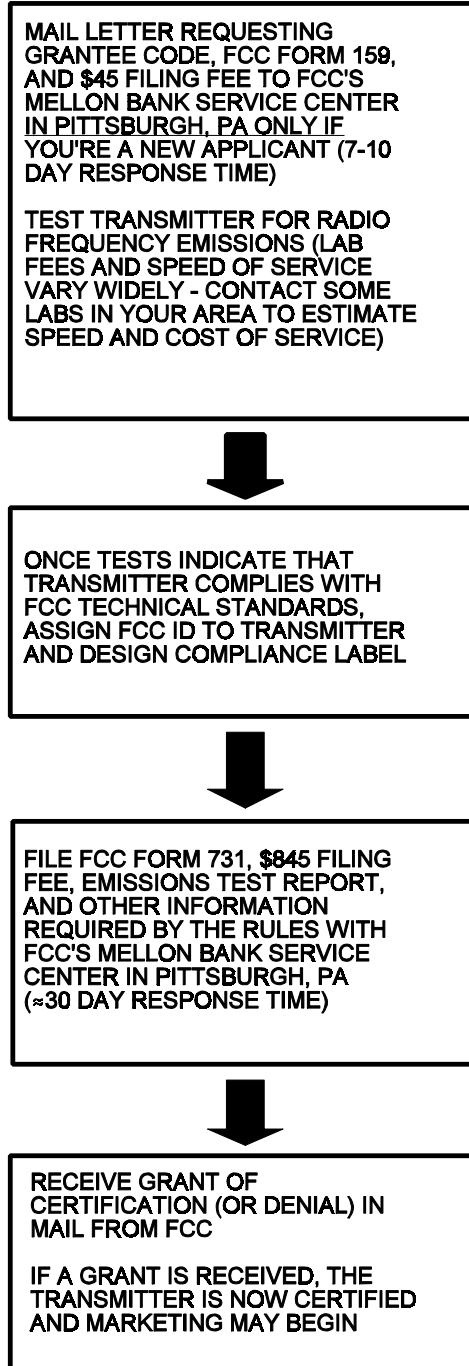 MAIL LETTER REQUESTING
GRANTEE CODE, FCC FORM 159,
AND $45 FILING FEE TO FCC'S
MELLON BANK SERVICE CENTER
IN PITTSBURGH, PA ONLY IF
YOU'RE A NEW APPLICANT (7-10
DAY RESPONSE TIME)
TEST TRANSMITTER FOR RADIO
FREQUENCY EMISSIONS (LAB
FEES AND SPEED OF SERVICE
VARY WIDELY - CONTACT SOME
LABS IN YOUR AREA TO ESTIMATE
SPEED AND COST OF SERVICE)
ONCE TESTS INDICATE THAT
TRANSMITTER COMPLIES WITH
FCC TECHNICAL STANDARDS,
ASSIGN FCC ID TO TRANSMITTER
AND DESIGN COMPLIANCE LABEL
FILE FCC FORM 731, $845 FILING
FEE, EMISSIONS TEST REPORT,
AND OTHER INFORMATION
REQUIRED BY THE RULES WITH
FCC'S MELLON BANK SERVICE
CENTER IN PITTSBURGH, PA
(≈30 DAY RESPONSE TIME)
RECEIVE GRANT OF
CERTIFICATION (OR DENIAL) IN
MAIL FROM FCC
IF A GRANT IS RECEIVED, THE
TRANSMITTER IS NOW CERTIFIED
AND MARKETING MAY BEGIN